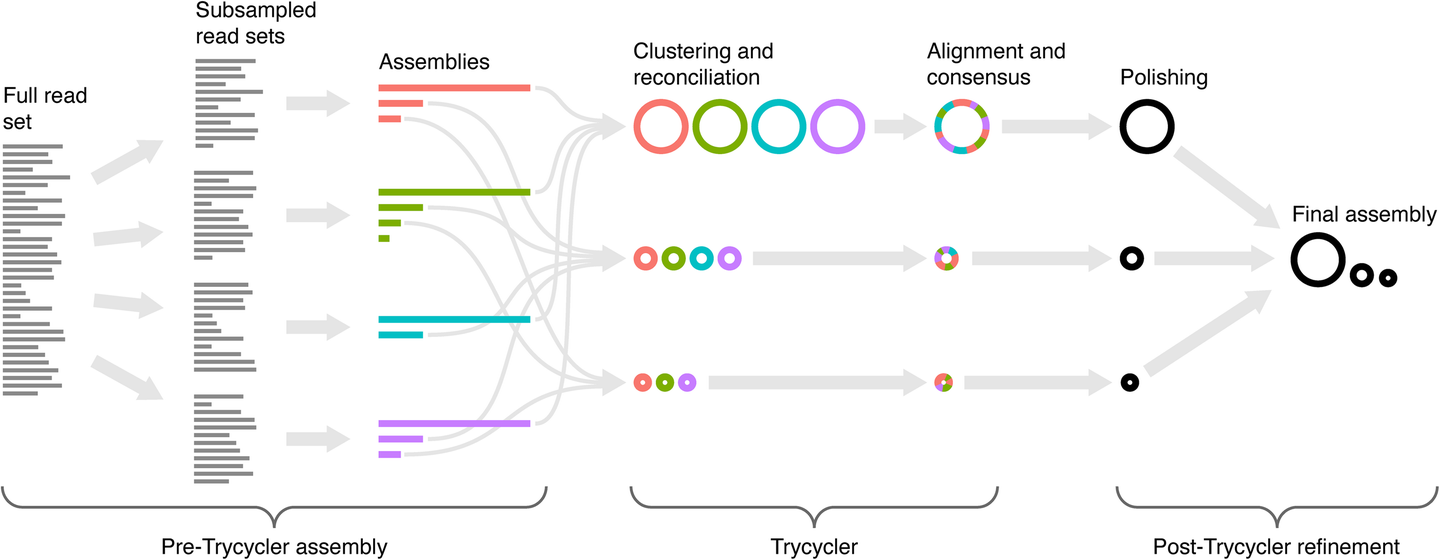 Full read
set
Subsampled
read sets
Assemblies
Clustering and
reconciliation
Alignment and
consensus
Polishing
Final assembly
Pre-Trycycler assembly
Trycycler
Post-Trycycler refinement